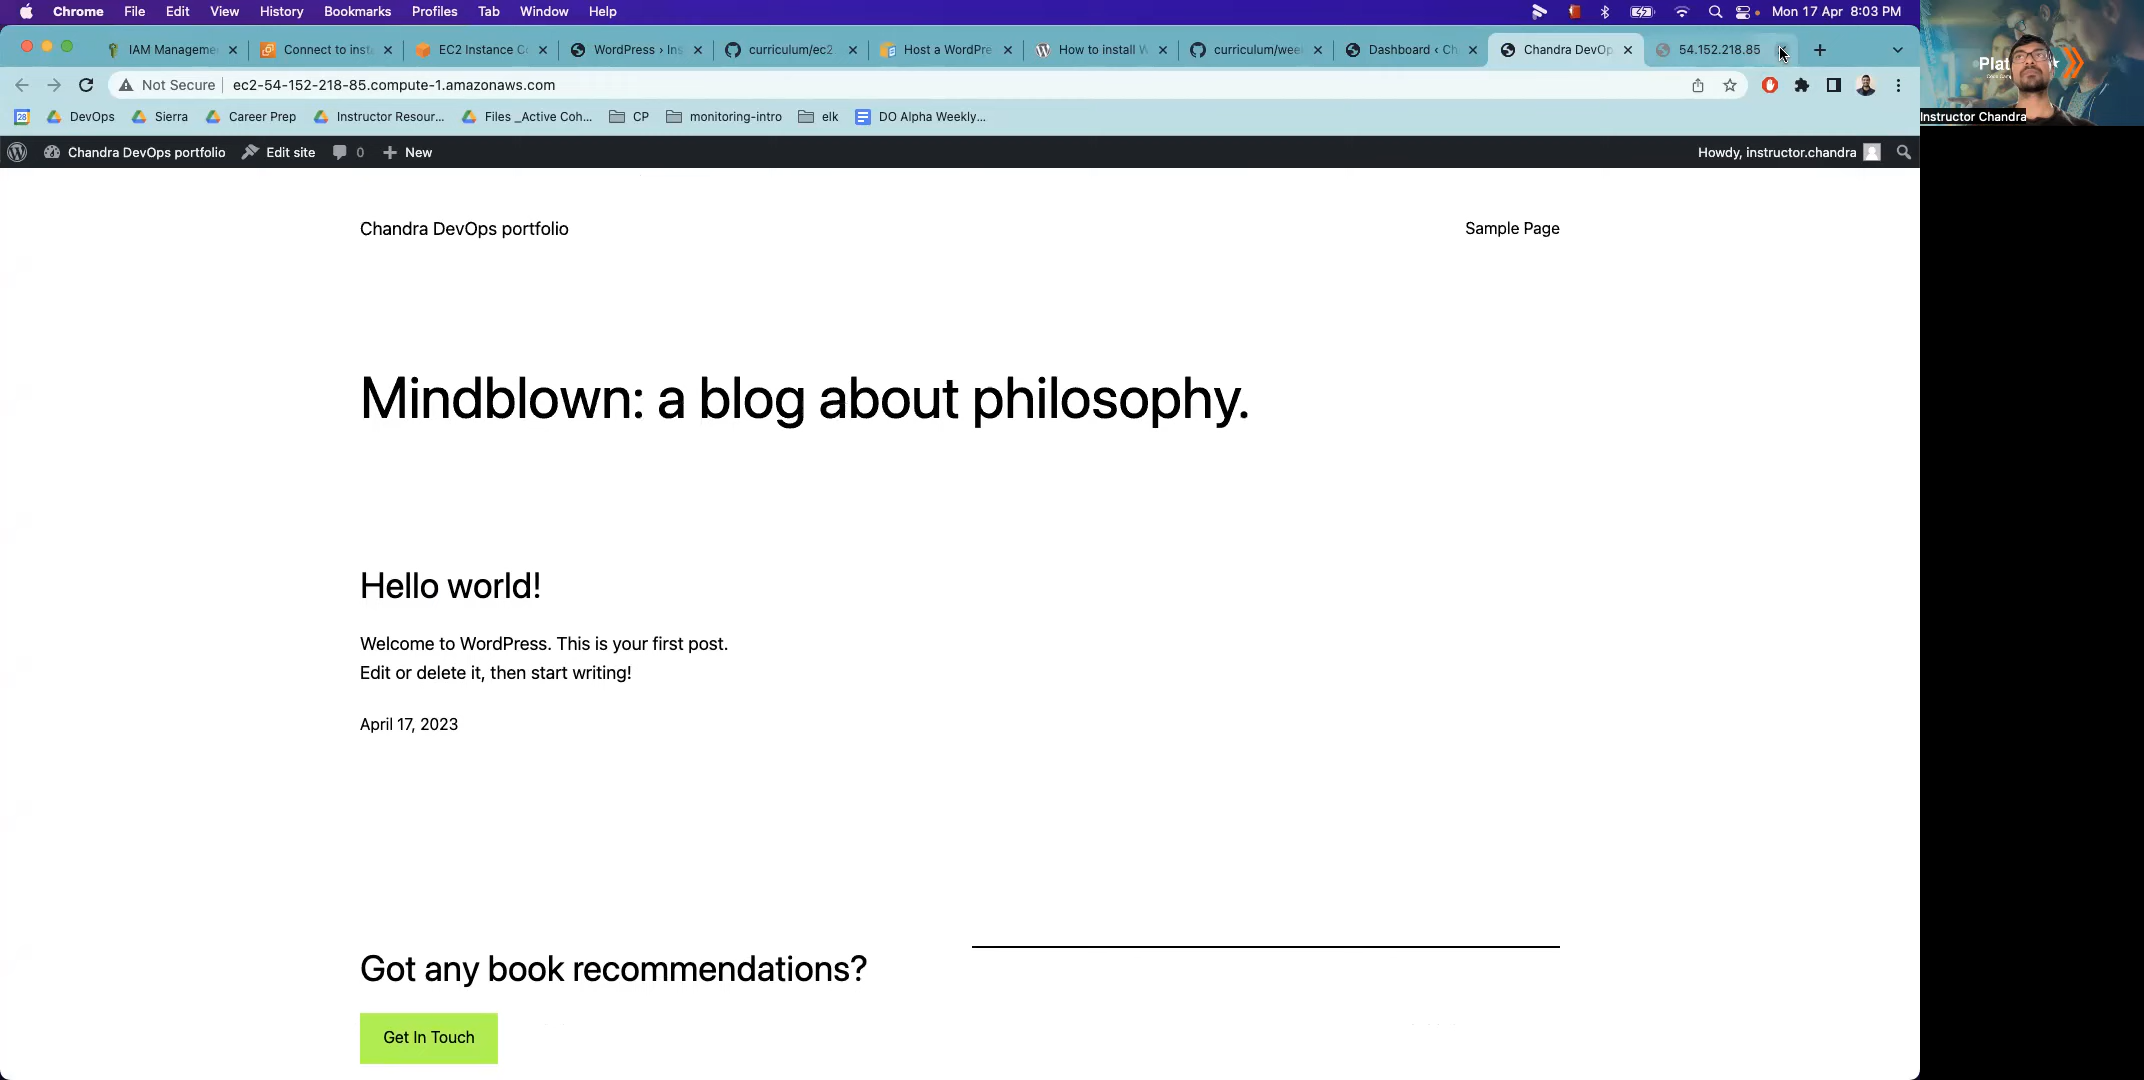 Chrome File Edit View History Bookmarks Profiles Tab Window Help Mon 17 Apr 8:03 PM
IAM Manageme EC2 Instance C WordPress › Ins curriculum/ec2 Host a WordPre How to install W curriculum/wee Dashboard ‹ Ch Chandra DevOp 54.152.218.85
Connect to inst
Not Secure ec2-54-152-218-85.compute-1.amazonaws.com
28 DevOps Sierra Career Prep Instructor Resour... Files _Active Coh... CP monitoring-intro elk DO Alpha Weekly...
Chandra DevOps portfolio Edit site 0 New Howdy, instructor.chandra
Plat
Instructor Chandra
Chandra DevOps portfolio Sample Page
Mindblown: a blog about philosophy.
Hello world!
Welcome to WordPress. This is your first post.
Edit or delete it, then start writing!
April 17, 2023
Got any book recommendations?
Get In Touch